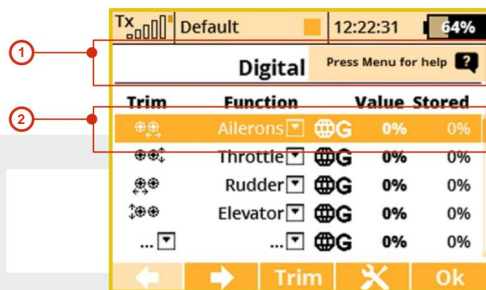 Tx Default 12:22:31 64%
1
Digital Press Menu for help ?
Trim Function Value Stored
2
Ailerons G 0% 0%
Throttle G 0% 0%
Rudder G 0% 0%
Elevator G 0% 0%
... ... G 0% 0%
Trim Ok